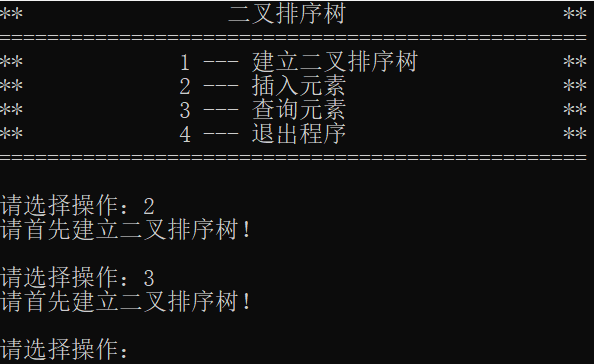 **                 二叉排序树                  **
=================================================
**             1 --- 建立二叉排序树            **
**             2 --- 插入元素                  **
**             3 --- 查询元素                  **
**             4 --- 退出程序                  **
=================================================
请选择操作：2
请首先建立二叉排序树！
请选择操作：3
请首先建立二叉排序树！
请选择操作：